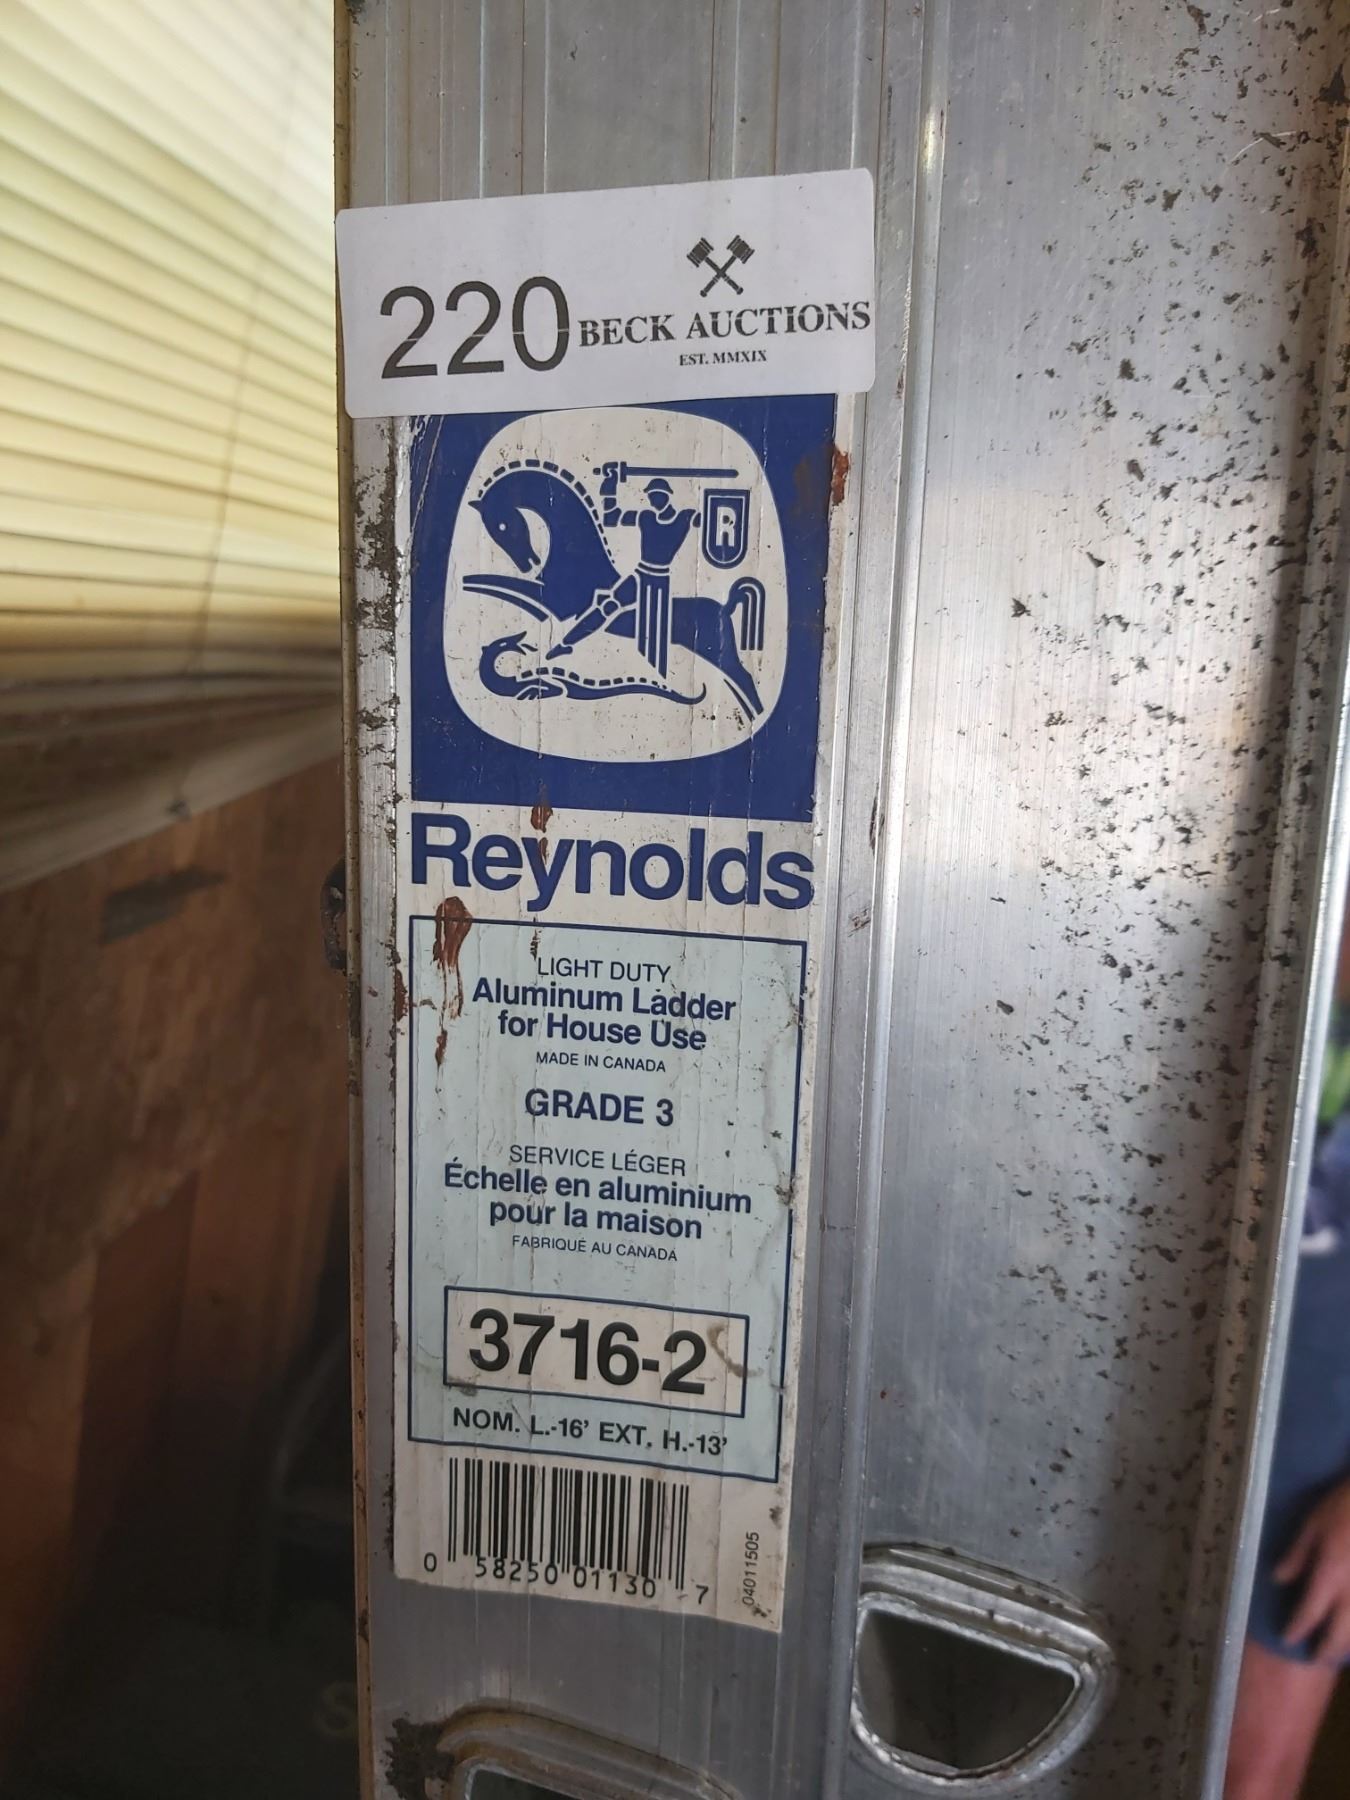 220 BECK AUCTIONS
EST. MMXIX
R
Reynolds
LIGHT DUTY
Aluminum Ladder
for House Use
MADE IN CANADA
GRADE 3
SERVICE LÉGER
Échelle en aluminium
pour la maison
FABRIQUÉ AU CANADA
3716-2
NOM. L.-16' EXT. H.-13'
0 58250 01130 7
04011505